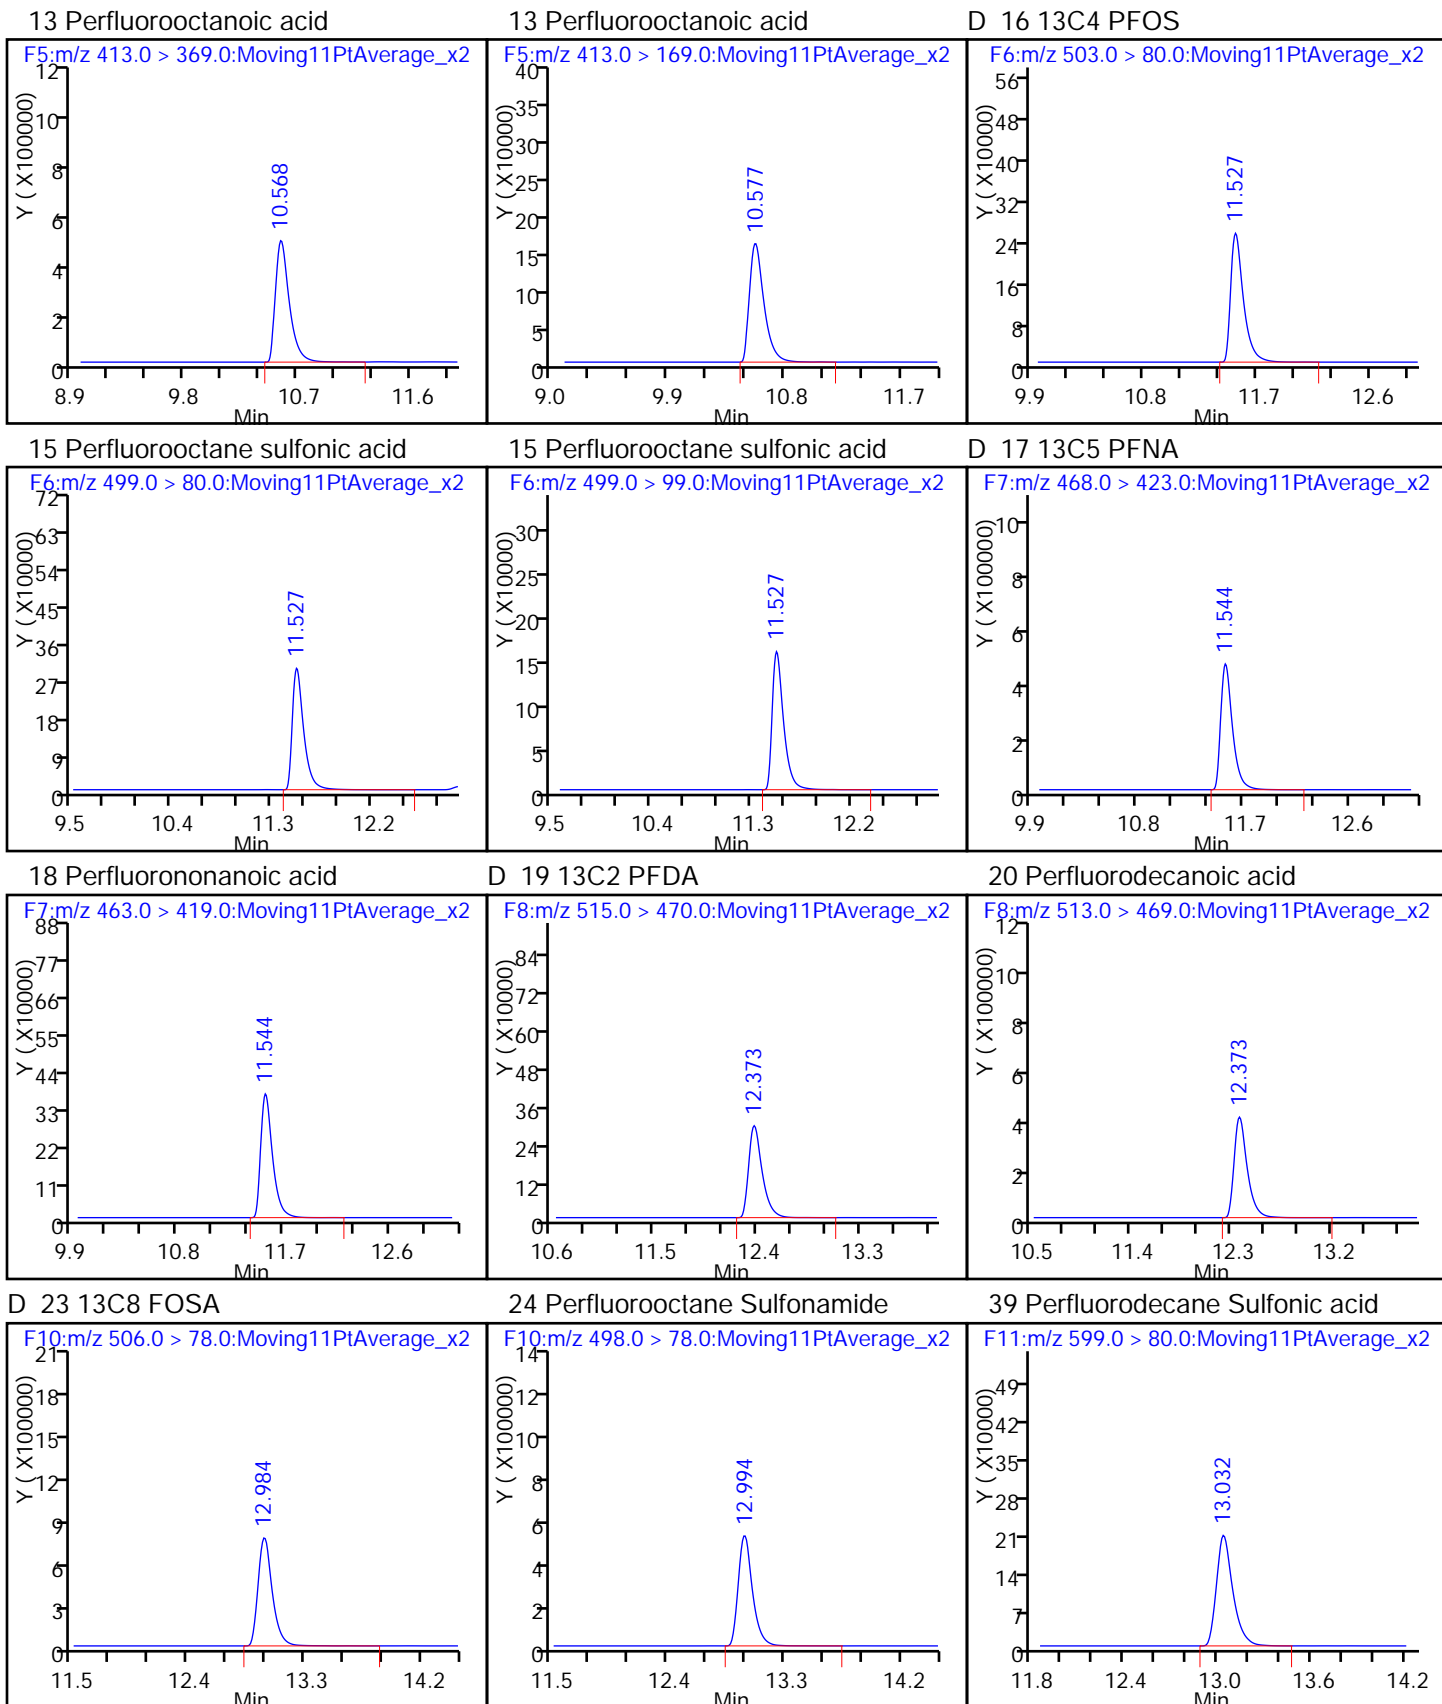 13 Perfluorooctanoic acid
F5:m/z 413.0 > 369.0:Moving11PtAverage_x2
Y ( X100000)
12
10
8
6
4
2
0
10.568
8.9 9.8 10.7 11.6
Min
13 Perfluorooctanoic acid
F5:m/z 413.0 > 169.0:Moving11PtAverage_x2
Y ( X10000)
40
35
30
25
20
15
10
5
0
10.577
9.0 9.9 10.8 11.7
Min
D 16 13C4 PFOS
F6:m/z 503.0 > 80.0:Moving11PtAverage_x2
Y ( X10000)
56
48
40
32
24
16
8
0
11.527
9.9 10.8 11.7 12.6
Min
15 Perfluorooctane sulfonic acid
F6:m/z 499.0 > 80.0:Moving11PtAverage_x2
Y ( X10000)
72
63
54
45
36
27
18
9
0
11.527
9.5 10.4 11.3 12.2
Min
15 Perfluorooctane sulfonic acid
F6:m/z 499.0 > 99.0:Moving11PtAverage_x2
Y ( X10000)
30
25
20
15
10
5
0
11.527
9.5 10.4 11.3 12.2
Min
D 17 13C5 PFNA
F7:m/z 468.0 > 423.0:Moving11PtAverage_x2
Y ( X100000)
10
8
6
4
2
0
11.544
9.9 10.8 11.7 12.6
Min
18 Perfluorononanoic acid
F7:m/z 463.0 > 419.0:Moving11PtAverage_x2
Y ( X10000)
88
77
66
55
44
33
22
11
0
11.544
9.9 10.8 11.7 12.6
Min
D 19 13C2 PFDA
F8:m/z 515.0 > 470.0:Moving11PtAverage_x2
Y ( X10000)
84
72
60
48
36
24
12
0
12.373
10.6 11.5 12.4 13.3
Min
20 Perfluorodecanoic acid
F8:m/z 513.0 > 469.0:Moving11PtAverage_x2
Y ( X100000)
12
10
8
6
4
2
0
12.373
10.5 11.4 12.3 13.2
Min
D 23 13C8 FOSA
F10:m/z 506.0 > 78.0:Moving11PtAverage_x2
Y ( X100000)
21
18
15
12
9
6
3
0
12.984
11.5 12.4 13.3 14.2
Min
24 Perfluorooctane Sulfonamide
F10:m/z 498.0 > 78.0:Moving11PtAverage_x2
Y ( X100000)
14
12
10
8
6
4
2
0
12.994
11.5 12.4 13.3 14.2
Min
39 Perfluorodecane Sulfonic acid
F11:m/z 599.0 > 80.0:Moving11PtAverage_x2
Y ( X10000)
49
42
35
28
21
14
7
0
13.032
11.8 12.4 13.0 13.6 14.2
Min